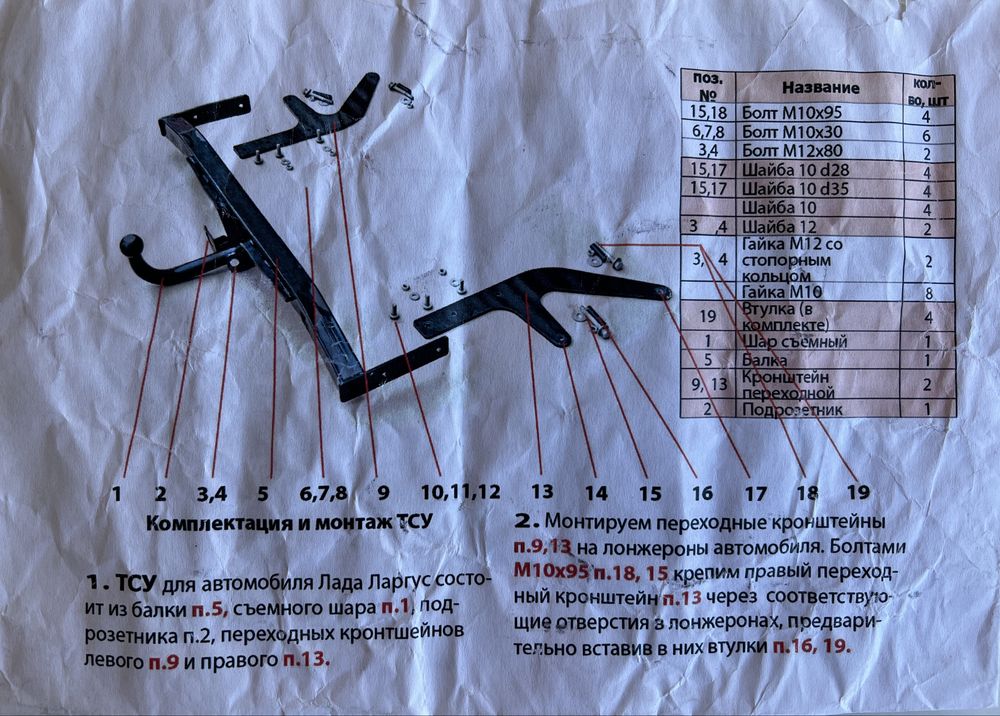 поз. № Название кол-во, шт
15,18 Болт М10х95 4
6,7,8 Болт М10х30 6
3,4 Болт М12х80 2
15,17 Шайба 10 d28 4
15,17 Шайба 10 d35 4
Шайба 10 4
3 ,4 Шайба 12 2
3, 4 Гайка М12 со стопорным кольцом 2
Гайка М10 8
19 Втулка (в комплекте) 4
1 Шар съемный 1
5 Балка 1
9, 13 Кронштейн переходной 2
2 Подрозетник 1
1 2 3,4 5 6,7,8 9 10,11,12 13 14 15 16 17 18 19
Комплектация и монтаж ТСУ
1. ТСУ для автомобиля Лада Ларгус состо-
ит из балки п.5, съемного шара п.1, под-
розетника п.2, переходных кронтшейнов
левого п.9 и правого п.13.
2. Монтируем переходные кронштейны
п.9,13 на лонжероны автомобиля. Болтами
М10х95 п.18, 15 крепим правый переход-
ный кронштейн п.13 через соответствую-
щие отверстия в лонжеронах, предвари-
тельно вставив в них втулки п.16, 19.